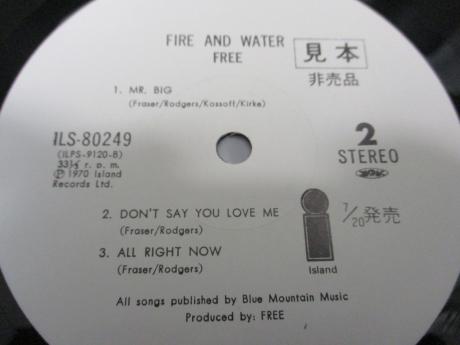 FIRE AND WATER
FREE
見本
非売品
1. MR. BIG
(Fraser/Rodgers/Kossoff/Kirke)
ILS-80249
(ILPS-9120-B)
33⅓ r.p.m.
Ⓟ 1970 Island
Records Ltd.
2
STEREO
2. DON'T SAY YOU LOVE ME
(Fraser/Rodgers)
3. ALL RIGHT NOW
(Fraser/Rodgers)
Island
7/20発売
All songs published by Blue Mountain Music
Produced by: FREE